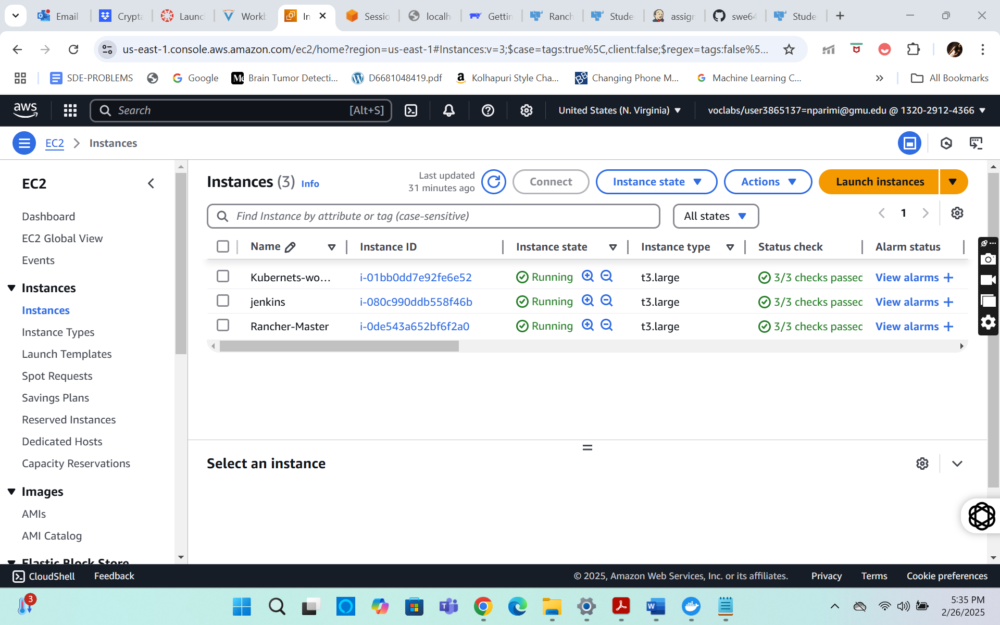 Email
Crypta
Launc
Workb
In
Sessio
localh
Gettin
Ranch
Stude
assign
swe64
Stude
us-east-1.console.aws.amazon.com/ec2/home?region=us-east-1#Instances:v=3;$case=tags:true%5C,client:false;$regex=tags:false%5...
SDE-PROBLEMS
Google
Me
Brain Tumor Detecti...
D6681048419.pdf
Kolhapuri Style Cha...
BB
Changing Phone M...
Machine Learning C...
All Bookmarks
aws
Search
[Alt+S]
United States (N. Virginia)
voclabs/user3865137=nparimi@gmu.edu @ 1320-2912-4366
EC2
Instances
EC2
Dashboard
EC2 Global View
Events
Instances
Instances
Instance Types
Launch Templates
Spot Requests
Savings Plans
Reserved Instances
Dedicated Hosts
Capacity Reservations
Images
AMIs
AMI Catalog
Elastic Block Store
Instances (3) Info
Last updated
31 minutes ago
Connect
Instance state
Actions
Launch instances
Find Instance by attribute or tag (case-sensitive)
All states
1
Name Instance ID Instance state Instance type Status check Alarm status
Kubernets-wo... i-01bb0dd7e92fe6e52 Running t3.large 3/3 checks passed View alarms +
jenkins i-080c990ddb558f46b Running t3.large 3/3 checks passed View alarms +
Rancher-Master i-0de543a652bf6f2a0 Running t3.large 3/3 checks passed View alarms +
Select an instance
CloudShell
Feedback
© 2025, Amazon Web Services, Inc. or its affiliates.
Privacy
Terms
Cookie preferences
3
5:35 PM
2/26/2025